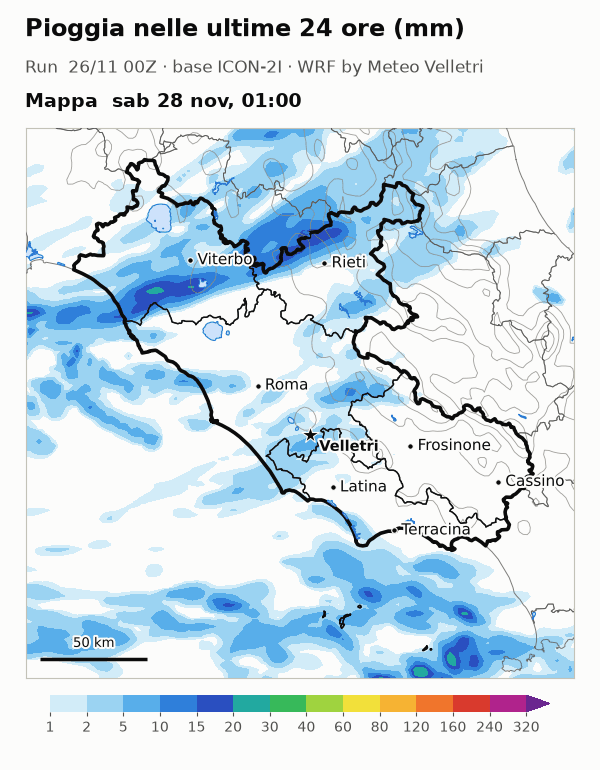 Pioggia nelle ultime 24 ore (mm)
Run  26/11 00Z · base ICON-2I · WRF by Meteo Velletri
Mappa  sab 28 nov, 01:00
Viterbo
Rieti
Roma
Velletri
Frosinone
Cassino
Latina
Terracina
50 km
1 2 5 10 15 20 30 40 60 80 120 160 240 320